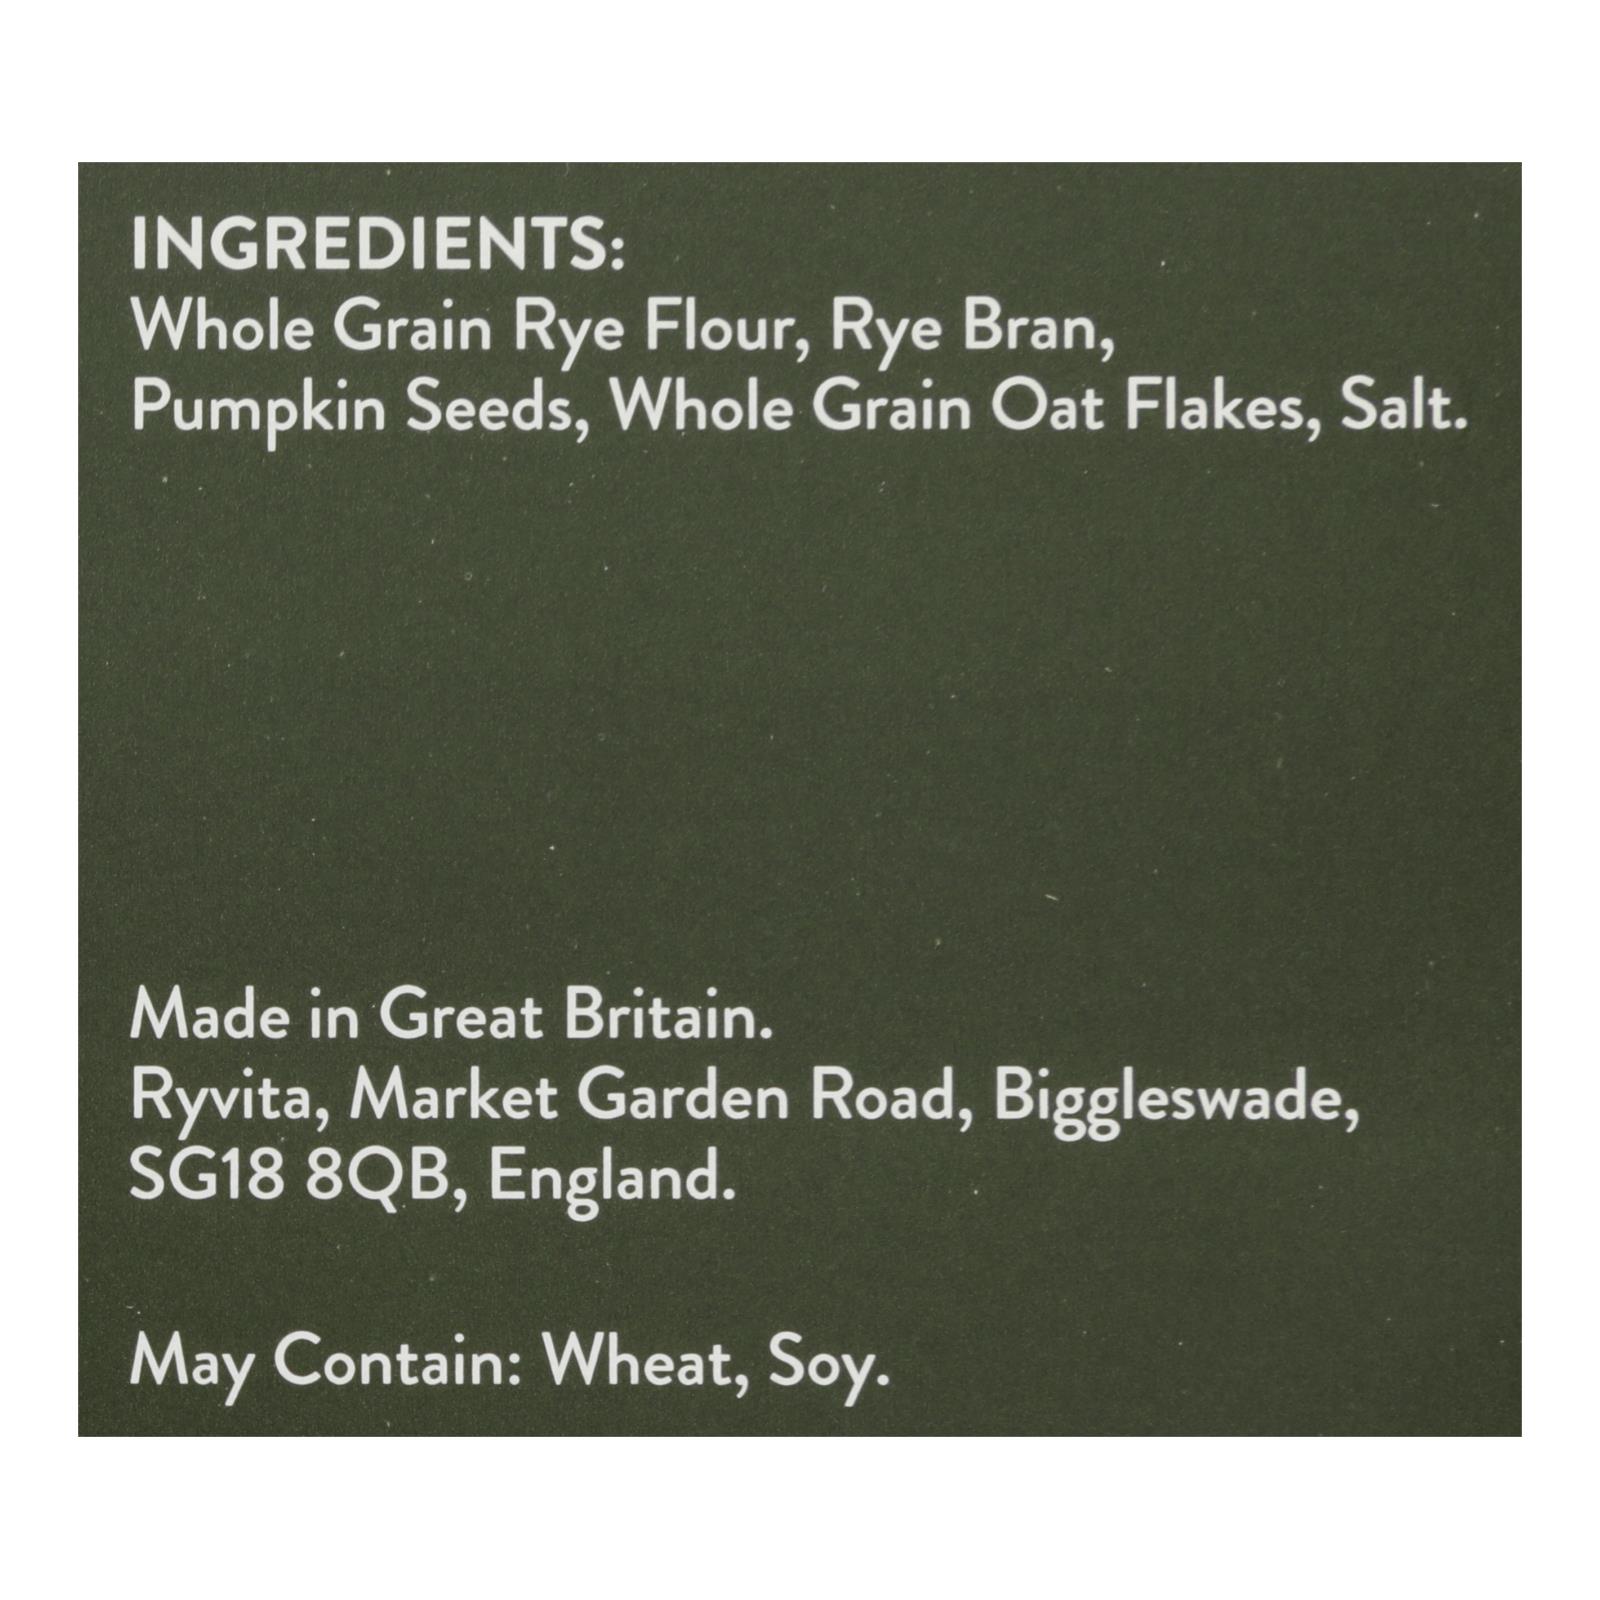 INGREDIENTS:
Whole Grain Rye Flour, Rye Bran,
Pumpkin Seeds, Whole Grain Oat Flakes, Salt.
Made in Great Britain.
Ryvita, Market Garden Road, Biggleswade,
SG18 8QB, England.
May Contain: Wheat, Soy.